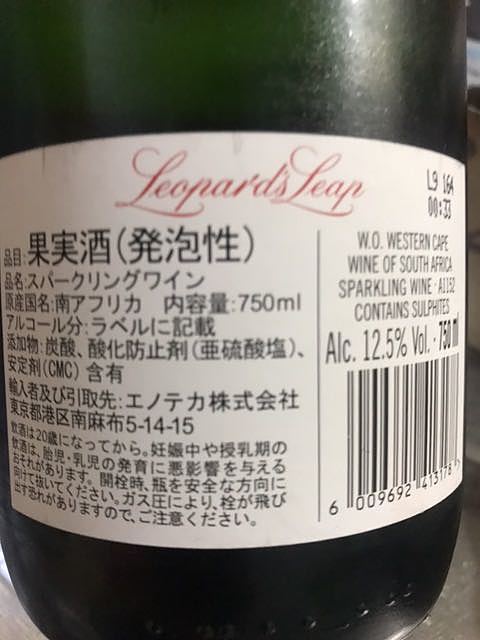 Leopard's Leap
L9 164
00:33
品目:果実酒(発泡性)
品名:スパークリングワイン
原産国名:南アフリカ 内容量:750ml
アルコール分:ラベルに記載
添加物:炭酸、酸化防止剤(亜硫酸塩)、
安定剤(CMC)含有
輸入者及び引取先:エノテカ株式会社
東京都港区南麻布5-14-15
飲酒は20歳になってから。妊娠中や授乳期の
飲酒は、胎児・乳児の発育に悪影響を与える
おそれがあります。開栓時、瓶を安全な方向に
向けて抜いてください。ガス圧により、栓が飛び
出す恐れがありますので、ご注意ください。
W.O. WESTERN CAPE
WINE OF SOUTH AFRICA
SPARKLING WINE · A1152
CONTAINS SULPHITES
Alc. 12.5% Vol. · 750 ml
6 009692 413178